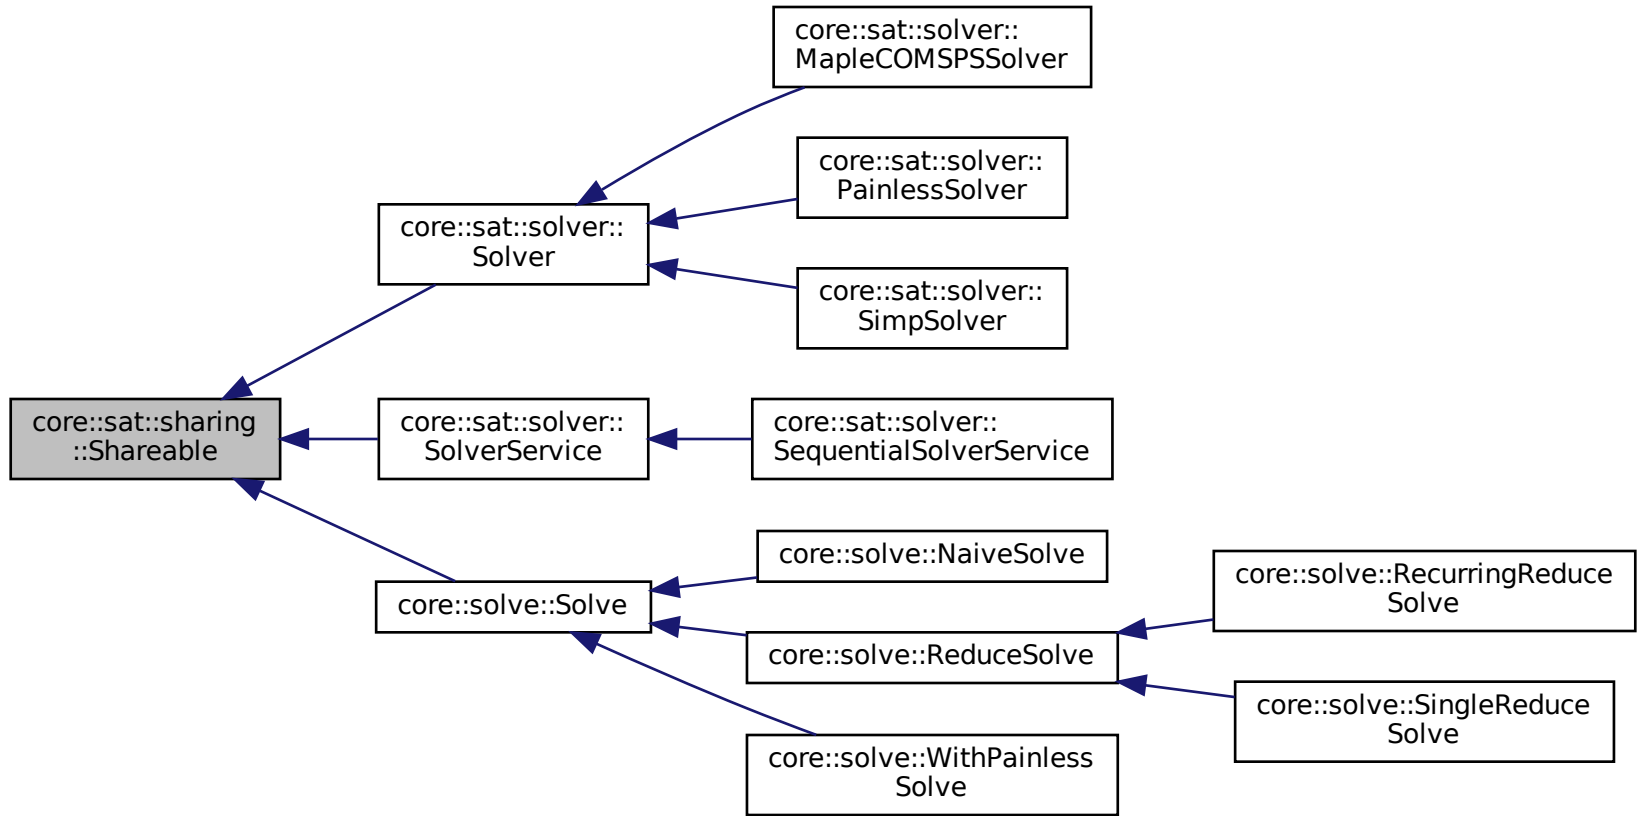 core::sat::solver::
MapleCOMSPSSolver
core::sat::solver::
PainlessSolver
core::sat::solver::
Solver
core::sat::solver::
SimpSolver
core::sat::sharing
::Shareable
core::sat::solver::
SolverService
core::sat::solver::
SequentialSolverService
core::solve::NaiveSolve
core::solve::Solve
core::solve::RecurringReduce
Solve
core::solve::ReduceSolve
core::solve::SingleReduce
Solve
core::solve::WithPainless
Solve